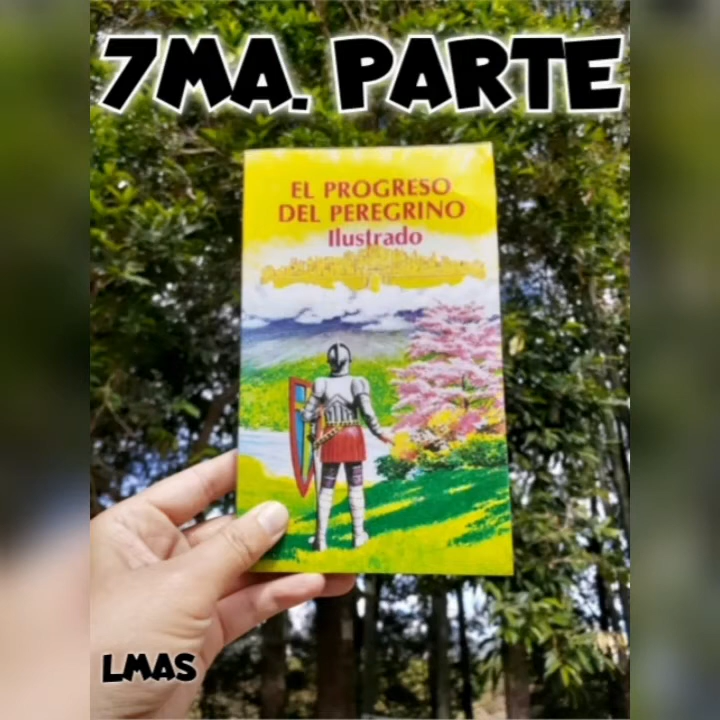 7MA. PARTE
EL PROGRESO
DEL PEREGRINO
Ilustrado
LMAS